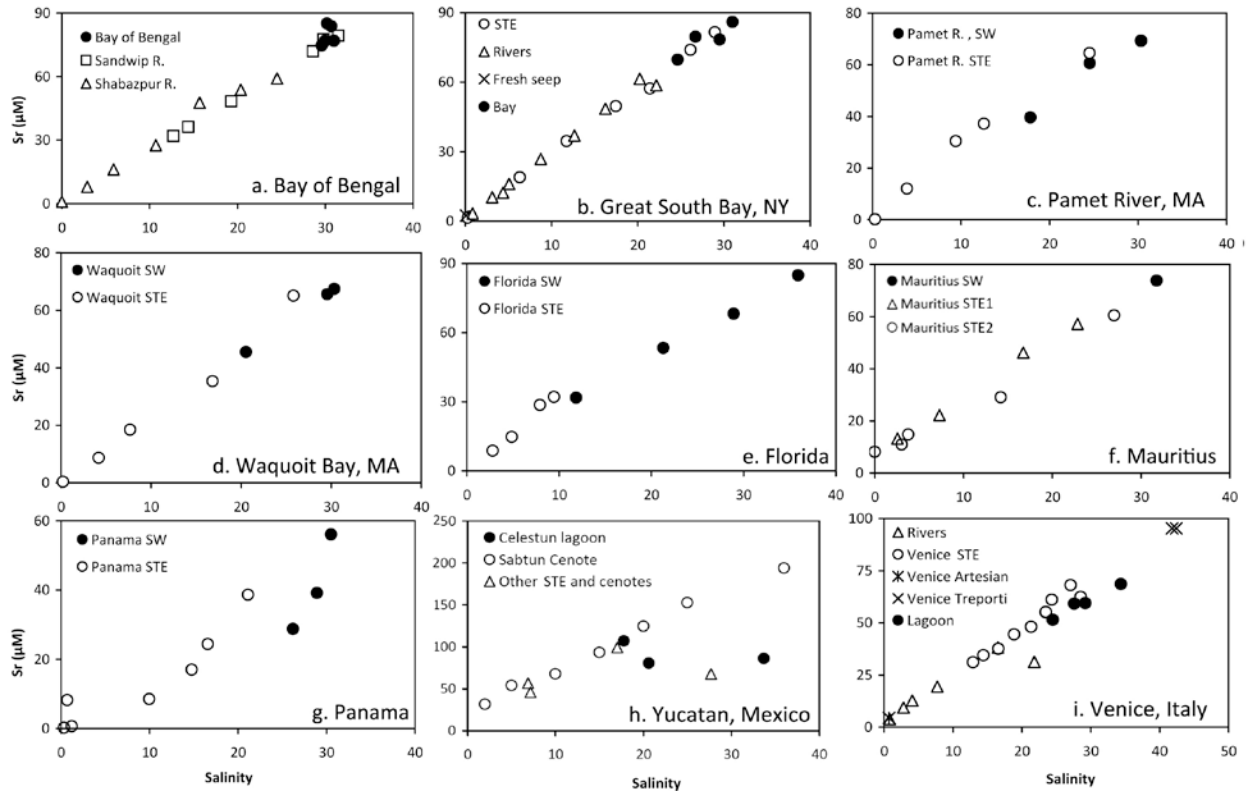 90
60
30
0
Sr (µM)
Bay of Bengal
Sandwip R.
Shabazpur R.
a. Bay of Bengal
0 10 20 30 40
90
60
30
0
STE
Rivers
Fresh seep
Bay
b. Great South Bay, NY
0 10 20 30 40
80
60
40
20
0
Pamet R. , SW
Pamet R. STE
c. Pamet River, MA
0 10 20 30 40
80
60
40
20
0
Sr (µM)
Waquoit SW
Waquoit STE
d. Waquoit Bay, MA
0 10 20 30 40
90
60
30
0
Florida SW
Florida STE
e. Florida
0 10 20 30 40
80
60
40
20
0
Mauritius SW
Mauritius STE1
Mauritius STE2
f. Mauritius
0 10 20 30 40
60
40
20
0
Sr (µM)
Panama SW
Panama STE
g. Panama
0 10 20 30 40
Salinity
250
200
150
100
50
0
Celestun lagoon
Sabtun Cenote
Other STE and cenotes
h. Yucatan, Mexico
0 10 20 30 40
Salinity
100
75
50
25
0
Rivers
Venice STE
Venice Artesian
Venice Treporti
Lagoon
i. Venice, Italy
0 10 20 30 40 50
Salinity